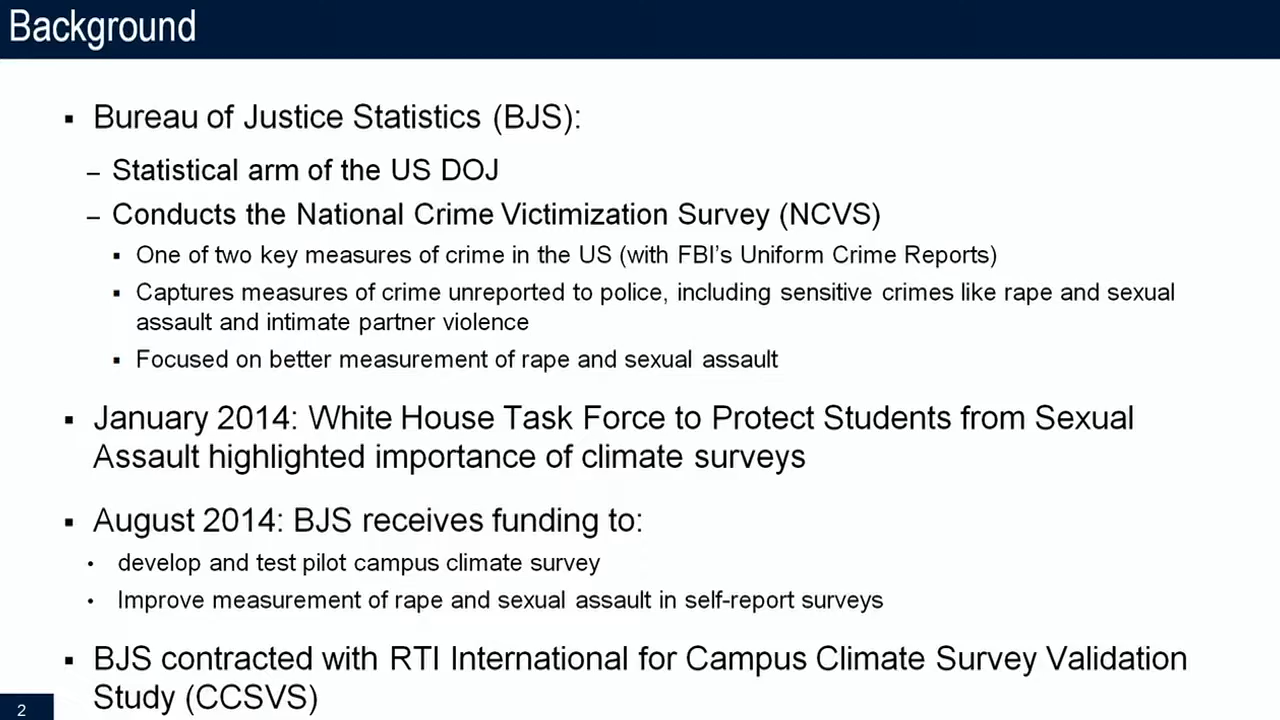 Background
▪ Bureau of Justice Statistics (BJS):
– Statistical arm of the US DOJ
– Conducts the National Crime Victimization Survey (NCVS)
▪ One of two key measures of crime in the US (with FBI’s Uniform Crime Reports)
▪ Captures measures of crime unreported to police, including sensitive crimes like rape and sexual
assault and intimate partner violence
▪ Focused on better measurement of rape and sexual assault
▪ January 2014: White House Task Force to Protect Students from Sexual
Assault highlighted importance of climate surveys
▪ August 2014: BJS receives funding to:
• develop and test pilot campus climate survey
• Improve measurement of rape and sexual assault in self-report surveys
▪ BJS contracted with RTI International for Campus Climate Survey Validation
Study (CCSVS)
2